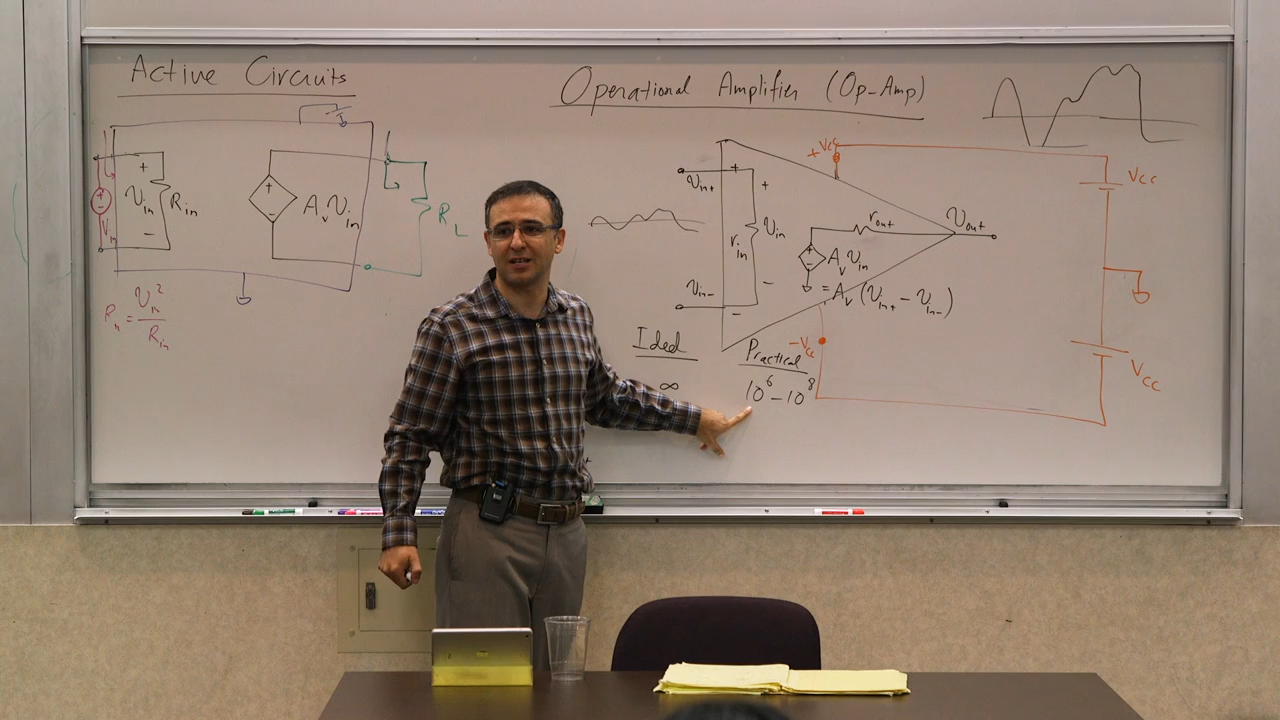 Active Circuits
Operational Amplifier (Op-Amp)
+
Vin
-
Rin
+
-
Vin
+
-
AvVin
RL
Pin = Vin²/Rin
Vin+
Vin-
+
-
rin
+
Vin
-
+Vcc
-Vcc
rout
Vout
+
-
AvVin
= Av (Vin+ - Vin-)
Vcc
Vcc
Ideal
∞
Practical
10⁶ - 10⁸